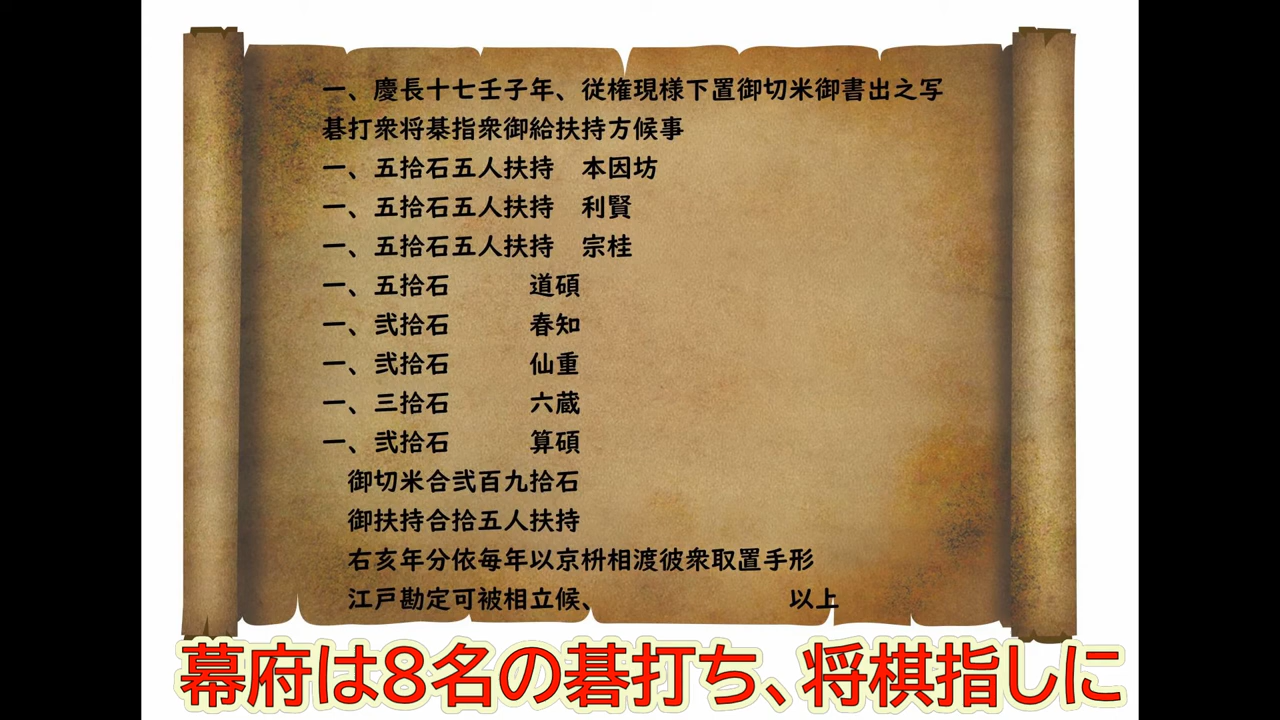 一、慶長十七壬子年、従権現様下置御切米御書出之写
碁打衆将棊指衆御給扶持方候事
一、五拾石五人扶持　本因坊
一、五拾石五人扶持　利賢
一、五拾石五人扶持　宗桂
一、五拾石　　　道碩
一、弐拾石　　　春知
一、弐拾石　　　仙重
一、三拾石　　　六蔵
一、弐拾石　　　算碩
御切米合弐百九拾石
御扶持合拾五人扶持
右亥年分依毎年以京枡相渡彼衆取置手形
江戸勘定可被相立候、　　　　　　　以上
幕府は8名の碁打ち、将棋指しに